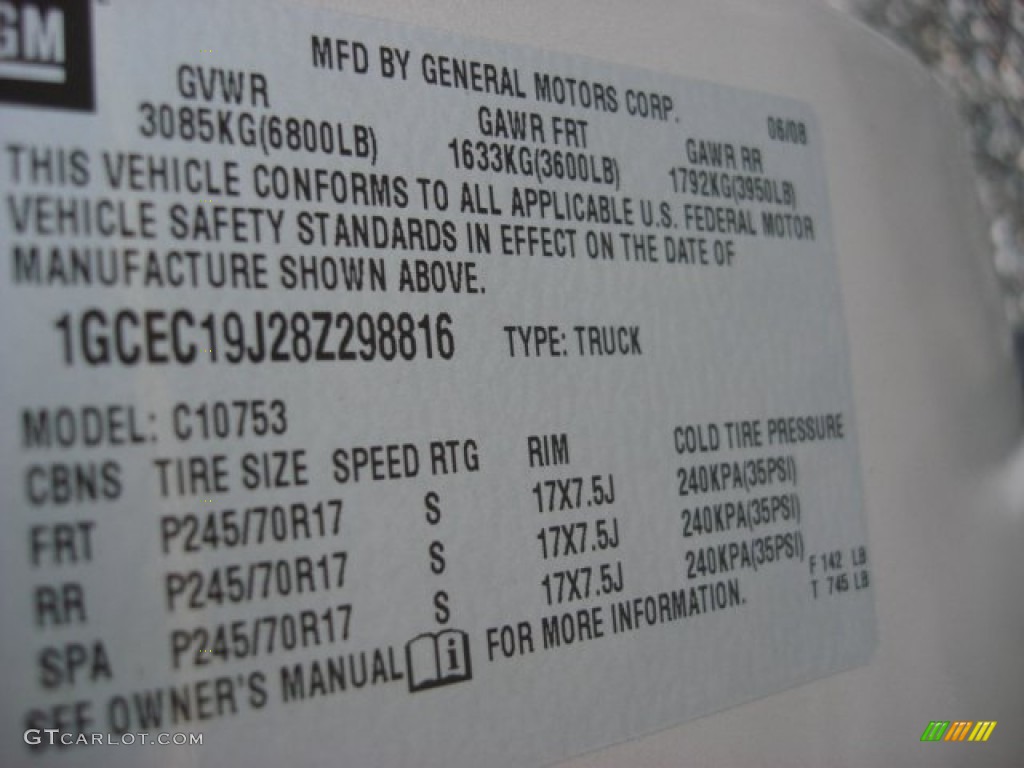 GM
MFD BY GENERAL MOTORS CORP.
GVWR GAWR FRT GAWR RR 06/08
3085KG(6800LB) 1633KG(3600LB) 1792KG(3950LB)
THIS VEHICLE CONFORMS TO ALL APPLICABLE U.S. FEDERAL MOTOR
VEHICLE SAFETY STANDARDS IN EFFECT ON THE DATE OF
MANUFACTURE SHOWN ABOVE.
1GCEC19J28Z298816 TYPE: TRUCK
MODEL: C10753
CBNS TIRE SIZE SPEED RTG RIM COLD TIRE PRESSURE
FRT P245/70R17 S 17X7.5J 240KPA(35PSI)
RR P245/70R17 S 17X7.5J 240KPA(35PSI)
SPA P245/70R17 S 17X7.5J 240KPA(35PSI)
F 142 LB
T 745 LB
SEE OWNER'S MANUAL i FOR MORE INFORMATION.
GTCARLOT.COM